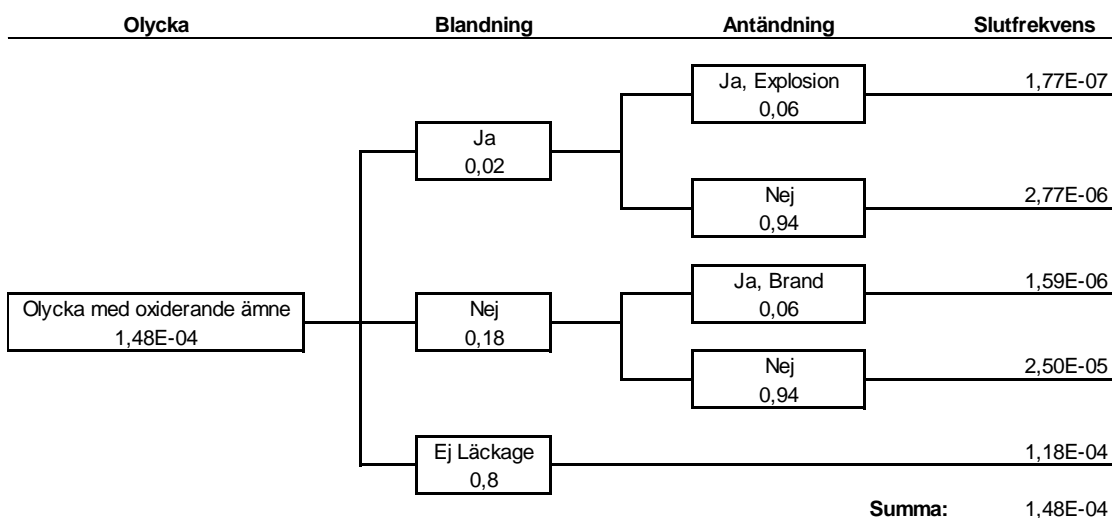 Olycka Blandning Antändning Slutfrekvens
Ja, Explosion 1,77E-07
0,06
Ja
0,02
Nej 2,77E-06
0,94
Ja, Brand 1,59E-06
0,06
Olycka med oxiderande ämne Nej
1,48E-04 0,18
Nej 2,50E-05
0,94
Ej Läckage 1,18E-04
0,8
Summa: 1,48E-04